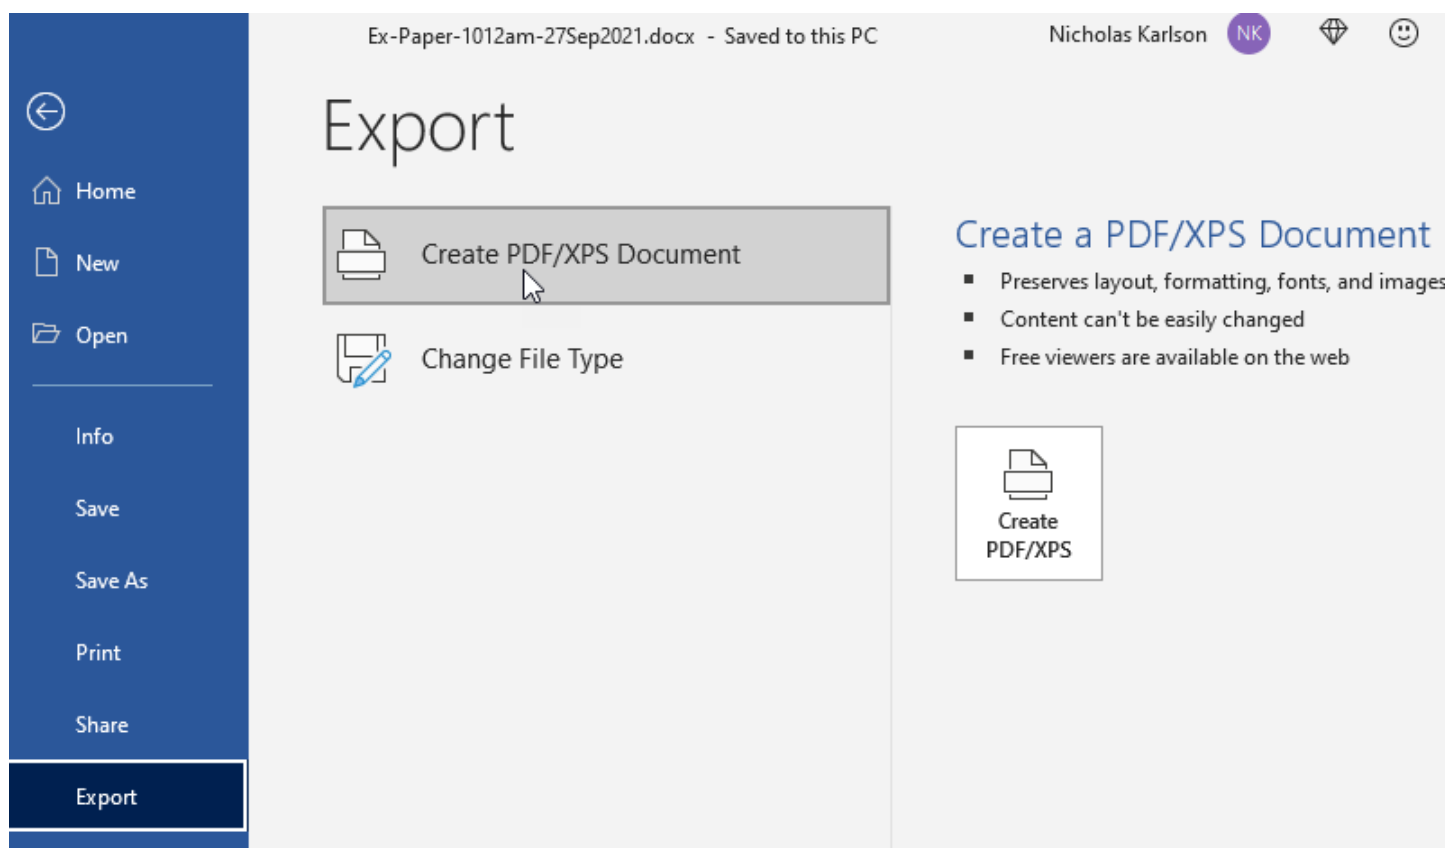 Ex-Paper-1012am-27Sep2021.docx - Saved to this PC
Nicholas Karlson
NK
Export
Home
New
Open
Info
Save
Save As
Print
Share
Export
Create PDF/XPS Document
Change File Type
Create a PDF/XPS Document
Preserves layout, formatting, fonts, and images
Content can't be easily changed
Free viewers are available on the web
Create
PDF/XPS